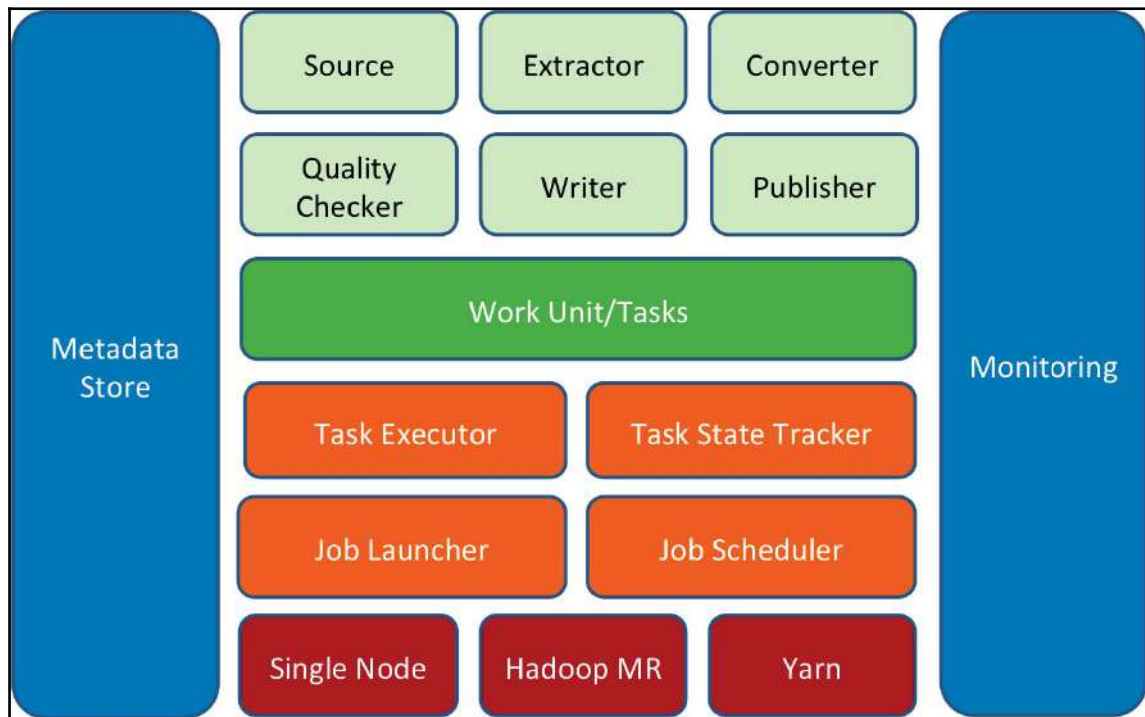 Source
Extractor
Converter
Quality
Checker
Writer
Publisher
Work Unit/Tasks
Metadata
Store
Monitoring
Task Executor
Task State Tracker
Job Launcher
Job Scheduler
Single Node
Hadoop MR
Yarn